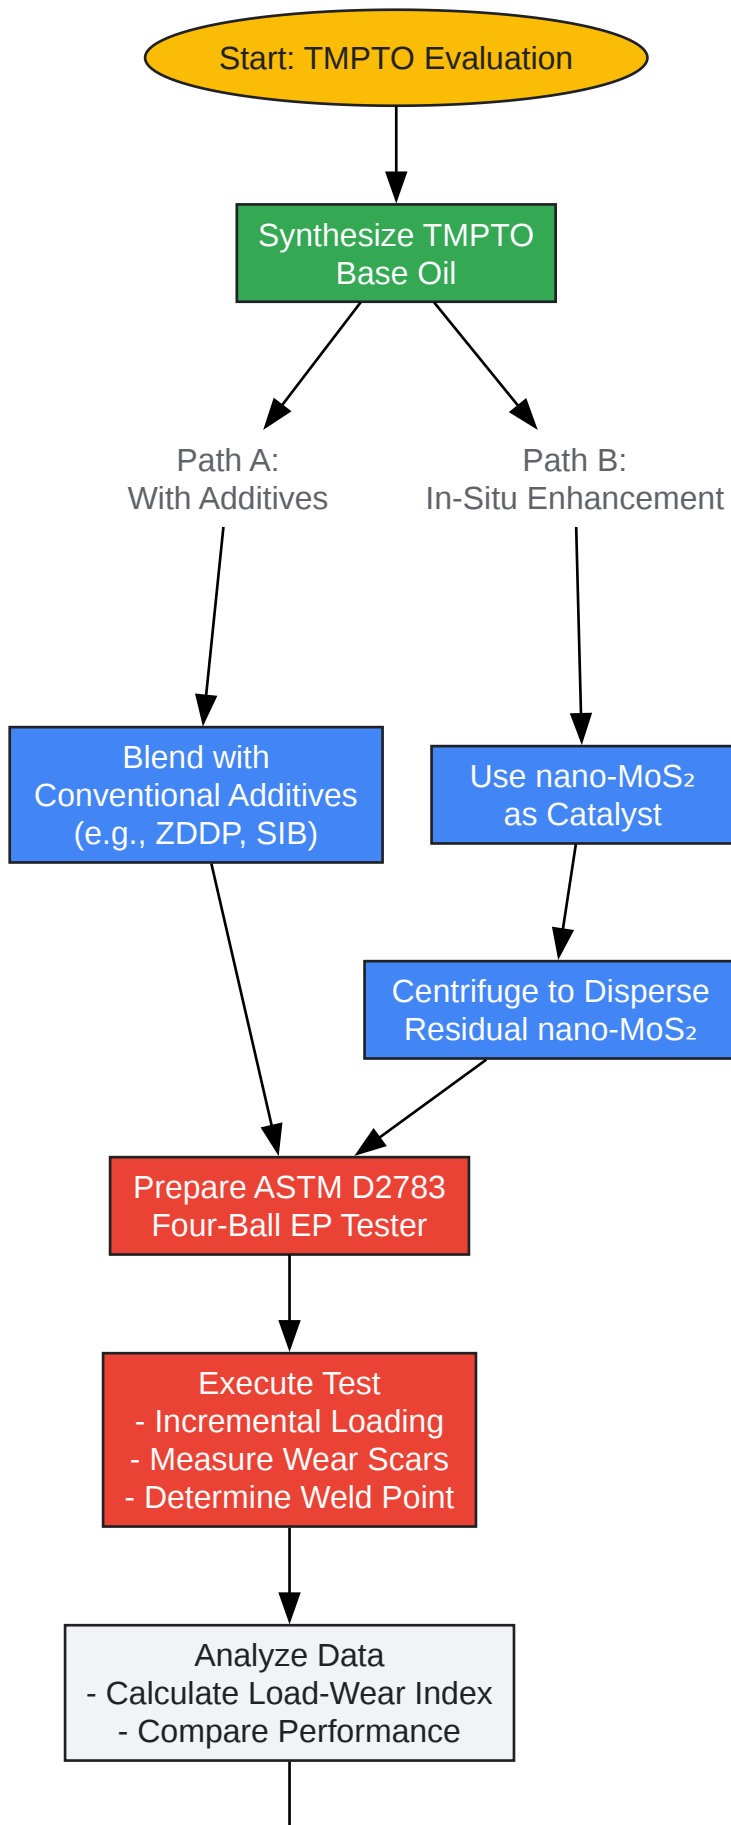 Start: TMPTO Evaluation
Synthesize TMPTO
Base Oil
Path A:
With Additives
Path B:
In-Situ Enhancement
Blend with
Conventional Additives
(e.g., ZDDP, SIB)
Use nano-MoS₂
as Catalyst
Centrifuge to Disperse
Residual nano-MoS₂
Prepare ASTM D2783
Four-Ball EP Tester
Execute Test
- Incremental Loading
- Measure Wear Scars
- Determine Weld Point
Analyze Data
- Calculate Load-Wear Index
- Compare Performance